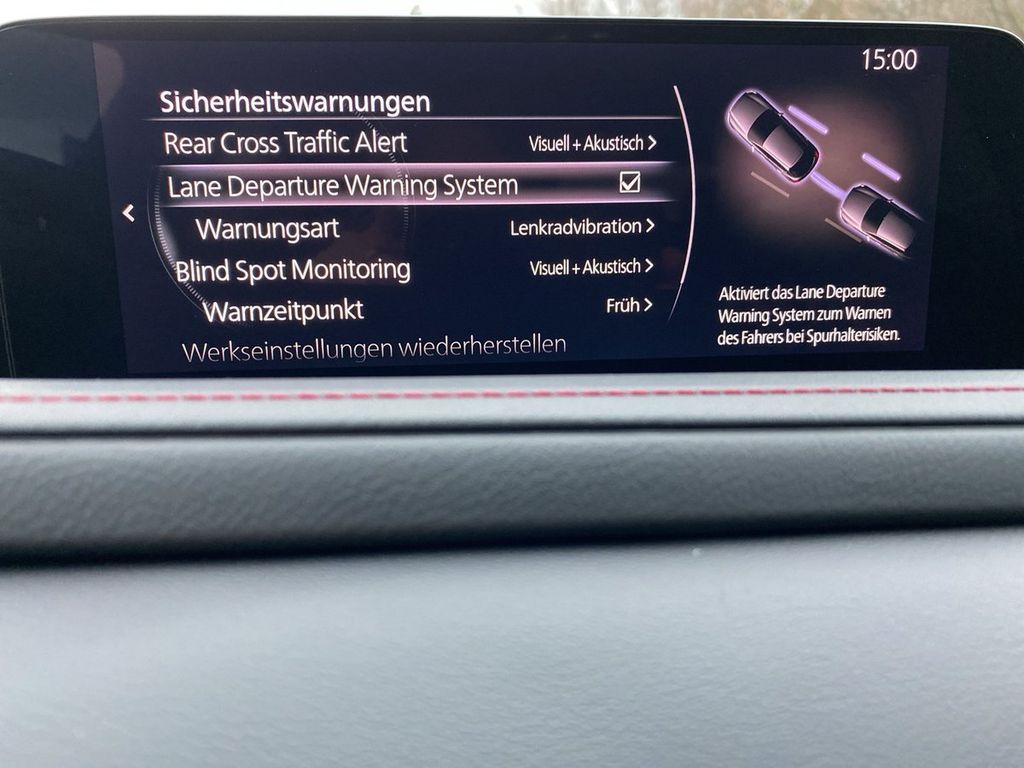 15:00
Sicherheitswarnungen
Rear Cross Traffic Alert Visuell + Akustisch
Lane Departure Warning System
Warnungsart Lenkradvibration
Blind Spot Monitoring Visuell + Akustisch
Warnzeitpunkt Früh
Werkseinstellungen wiederherstellen
Aktiviert das Lane Departure
Warning System zum Warnen
des Fahrers bei Spurhalterisiken.